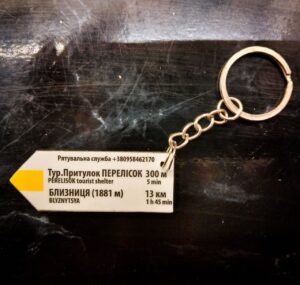 Рятувальна служба +380958462170
Тур.Притулок ПЕРЕЛІСОК 300 м
PERELISOK tourist shelter 5 min
БЛИЗНИЦЯ (1881 м) 13 км
BLYZNYTSYA 1 h 45 min